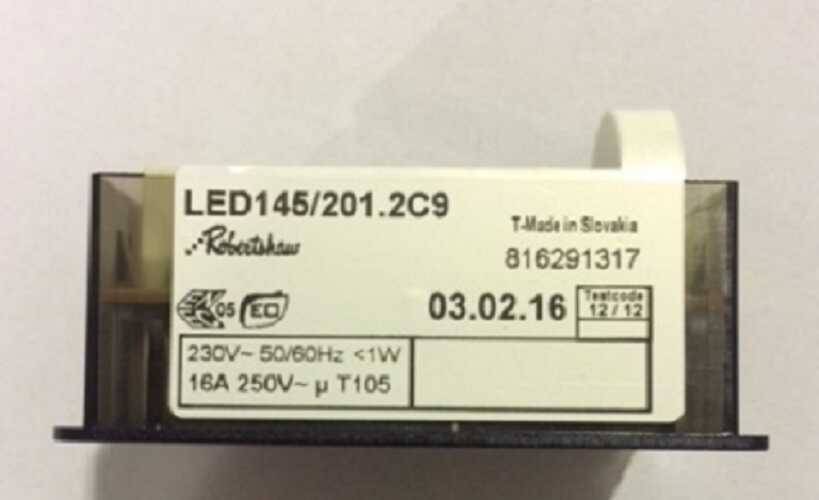 LED145/201.2C9
T-Made in Slovakia
Robertshaw
816291317
05
03.02.16
Testcode
12 / 12
230V~ 50/60Hz <1W
16A 250V~ µ T105